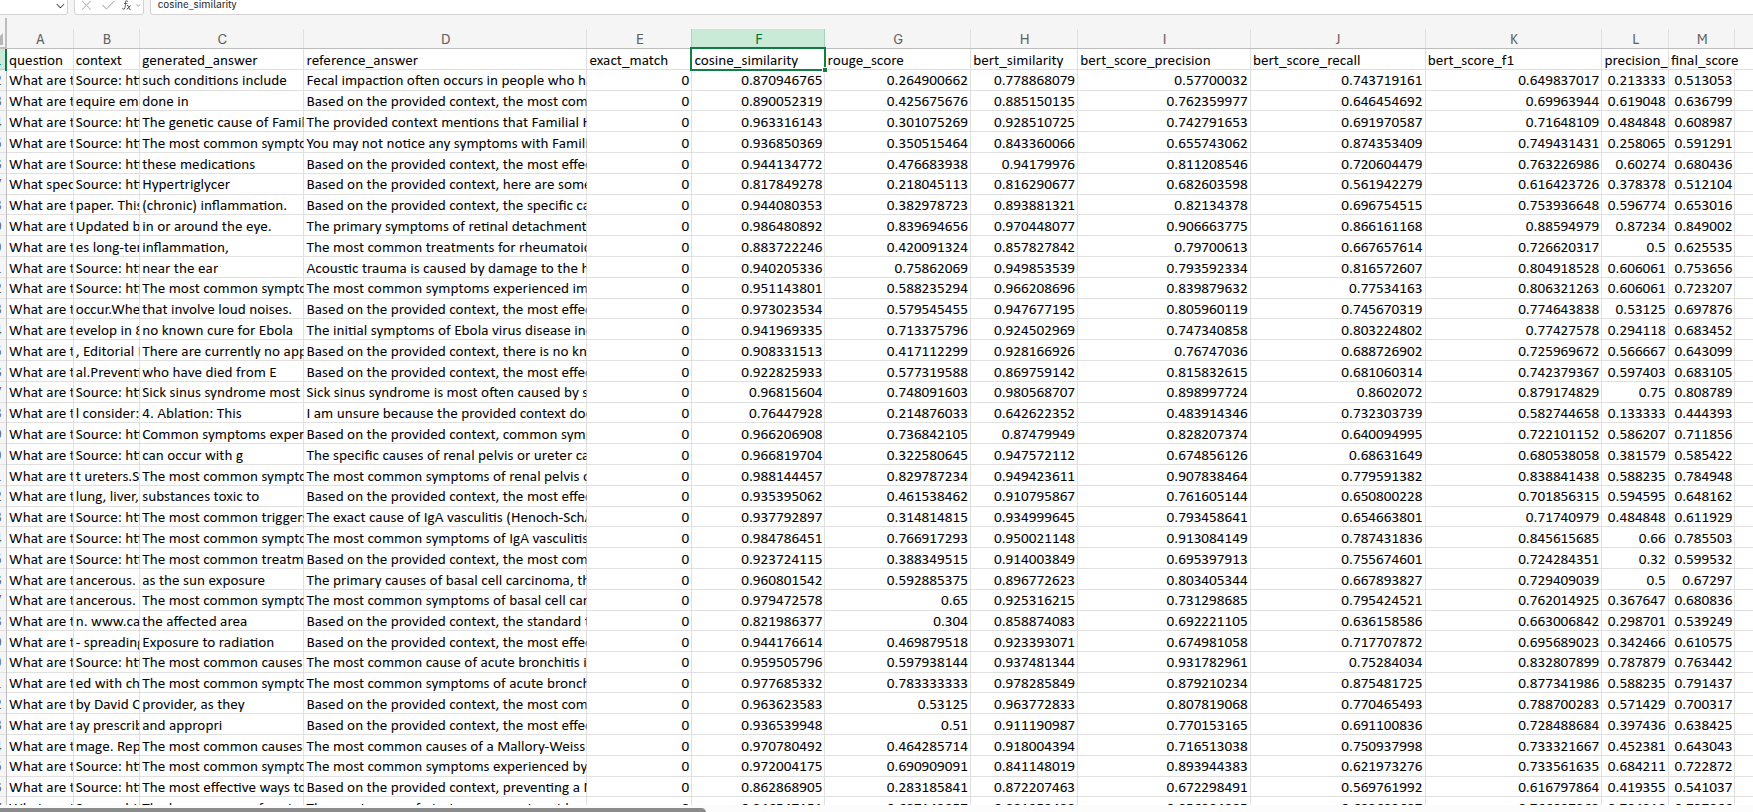 cosine_similarity
A B C D E F G H I J K L M
question context generated_answer reference_answer exact_match cosine_similarity rouge_score bert_similarity bert_score_precision bert_score_recall bert_score_f1 precision_ final_score
What are t Source: ht such conditions include Fecal impaction often occurs in people who h 0 0.870946765 0.264900662 0.778868079 0.57700032 0.743719161 0.649837017 0.213333 0.513053
What are t equire em done in Based on the provided context, the most com 0 0.890052319 0.425675676 0.885150135 0.762359977 0.646454692 0.69963944 0.619048 0.636799
What are t Source: ht The genetic cause of Famil The provided context mentions that Familial H 0 0.963316143 0.301075269 0.928510725 0.742791653 0.691970587 0.71648109 0.484848 0.608987
What are t Source: ht The most common sympto You may not notice any symptoms with Famili 0 0.936850369 0.350515464 0.843360066 0.655743062 0.874353409 0.749431431 0.258065 0.591291
What are t Source: ht these medications Based on the provided context, the most effe 0 0.944134772 0.476683938 0.94179976 0.811208546 0.720604479 0.763226986 0.60274 0.680436
What spec Source: ht Hypertriglycer Based on the provided context, here are some 0 0.817849278 0.218045113 0.816290677 0.682603598 0.561942279 0.616423726 0.378378 0.512104
What are t paper. This (chronic) inflammation. Based on the provided context, the specific ca 0 0.944080353 0.382978723 0.893881321 0.82134378 0.696754515 0.753936648 0.596774 0.653016
What are t Updated b in or around the eye. The primary symptoms of retinal detachment 0 0.986480892 0.839694656 0.970448077 0.906663775 0.866161168 0.88594979 0.87234 0.849002
What are t es long-ter inflammation, The most common treatments for rheumatoid 0 0.883722246 0.420091324 0.857827842 0.79700613 0.667657614 0.726620317 0.5 0.625535
What are t Source: ht near the ear Acoustic trauma is caused by damage to the h 0 0.940205336 0.75862069 0.949853539 0.793592334 0.816572607 0.804918528 0.606061 0.753656
What are t Source: ht The most common sympto The most common symptoms experienced im 0 0.951143801 0.588235294 0.966208696 0.839879632 0.77534163 0.806321263 0.606061 0.723207
What are t occur.Whe that involve loud noises. Based on the provided context, the most effe 0 0.973023534 0.579545455 0.947677195 0.805960119 0.745670319 0.774643838 0.53125 0.697876
What are t evelop in 8 no known cure for Ebola The initial symptoms of Ebola virus disease in 0 0.941969335 0.713375796 0.924502969 0.747340858 0.803224802 0.77427578 0.294118 0.683452
What are t , Editorial There are currently no app Based on the provided context, there is no kn 0 0.908331513 0.417112299 0.928166926 0.76747036 0.688726902 0.725969672 0.566667 0.643099
What are t al.Prevent who have died from E Based on the provided context, the most effe 0 0.922825933 0.577319588 0.869759142 0.815832615 0.681060314 0.742379367 0.597403 0.683105
What are t Source: ht Sick sinus syndrome most Sick sinus syndrome is most often caused by s 0 0.96815604 0.748091603 0.980568707 0.898997724 0.8602072 0.879174829 0.75 0.808789
What are t l consider: 4. Ablation: This I am unsure because the provided context do 0 0.76447928 0.214876033 0.642622352 0.483914346 0.732303739 0.582744658 0.133333 0.444393
What are t Source: ht Common symptoms exper Based on the provided context, common sym 0 0.966206908 0.736842105 0.87479949 0.828207374 0.640094995 0.722101152 0.586207 0.711856
What are t Source: ht can occur with g The specific causes of renal pelvis or ureter ca 0 0.966819704 0.322580645 0.947572112 0.674856126 0.68631649 0.680538058 0.381579 0.585422
What are t t ureters.S The most common sympto The most common symptoms of renal pelvis o 0 0.988144457 0.829787234 0.949423611 0.907838464 0.779591382 0.838841438 0.588235 0.784948
What are t lung, liver, substances toxic to Based on the provided context, the most effe 0 0.935395062 0.461538462 0.910795867 0.761605144 0.650800228 0.701856315 0.594595 0.648162
What are t Source: ht The most common trigger: The exact cause of IgA vasculitis (Henoch-Schö 0 0.937792897 0.314814815 0.934999645 0.793458641 0.654663801 0.71740979 0.484848 0.611929
What are t Source: ht The most common sympto The most common symptoms of IgA vasculitis 0 0.984786451 0.766917293 0.950021148 0.913084149 0.787431836 0.845615685 0.66 0.785503
What are t Source: ht The most common treatm Based on the provided context, the most com 0 0.923724115 0.388349515 0.914003849 0.695397913 0.755674601 0.724284351 0.32 0.599532
What are t ancerous. as the sun exposure The primary causes of basal cell carcinoma, th 0 0.960801542 0.592885375 0.896772623 0.803405344 0.667893827 0.729409039 0.5 0.67297
What are t ancerous. The most common sympto The most common symptoms of basal cell car 0 0.979472578 0.65 0.925316215 0.731298685 0.795424521 0.762014925 0.367647 0.680836
What are t n. www.ca the affected area Based on the provided context, the standard t 0 0.821986377 0.304 0.858874083 0.692221105 0.636158586 0.663006842 0.298701 0.539249
What are t - spreading Exposure to radiation Based on the provided context, the most effe 0 0.944176614 0.469879518 0.923393071 0.674981058 0.717707872 0.695689023 0.342466 0.610575
What are t Source: ht The most common causes The most common cause of acute bronchitis i 0 0.959505796 0.597938144 0.937481344 0.931782961 0.75284034 0.832807899 0.787879 0.763442
What are t ed with ch The most common sympto The most common symptoms of acute bronch 0 0.977685332 0.783333333 0.978285849 0.879210234 0.875481725 0.877341986 0.588235 0.791437
What are t by David C provider, as they Based on the provided context, the most com 0 0.963623583 0.53125 0.963772833 0.807819068 0.770465493 0.788700283 0.571429 0.700317
What are t ay prescrib and appropri Based on the provided context, the most effe 0 0.936539948 0.51 0.911190987 0.770153165 0.691100836 0.728488684 0.397436 0.638425
What are t mage. Rep The most common causes The most common causes of a Mallory-Weiss 0 0.970780492 0.464285714 0.918004394 0.716513038 0.750937998 0.733321667 0.452381 0.643043
What are t Source: ht The most common sympto The most common symptoms experienced by 0 0.972004175 0.690909091 0.841148019 0.893944383 0.621973276 0.733561635 0.684211 0.722872
What are t Source: ht The most effective ways to Based on the provided context, preventing a 0 0.862868905 0.283185841 0.872207463 0.672298491 0.569761992 0.616797864 0.419355 0.541037